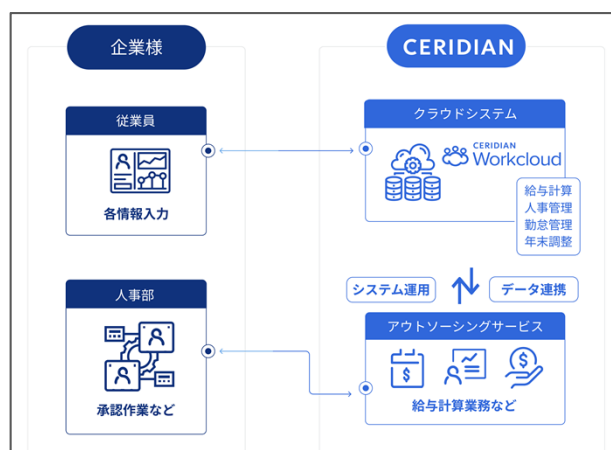 企業様
従業員
各情報入力
人事部
承認作業など
CERIDIAN
クラウドシステム
CERIDIAN
Workcloud
給与計算
人事管理
勤怠管理
年末調整
システム運用
データ連携
アウトソーシングサービス
$
$
給与計算業務など